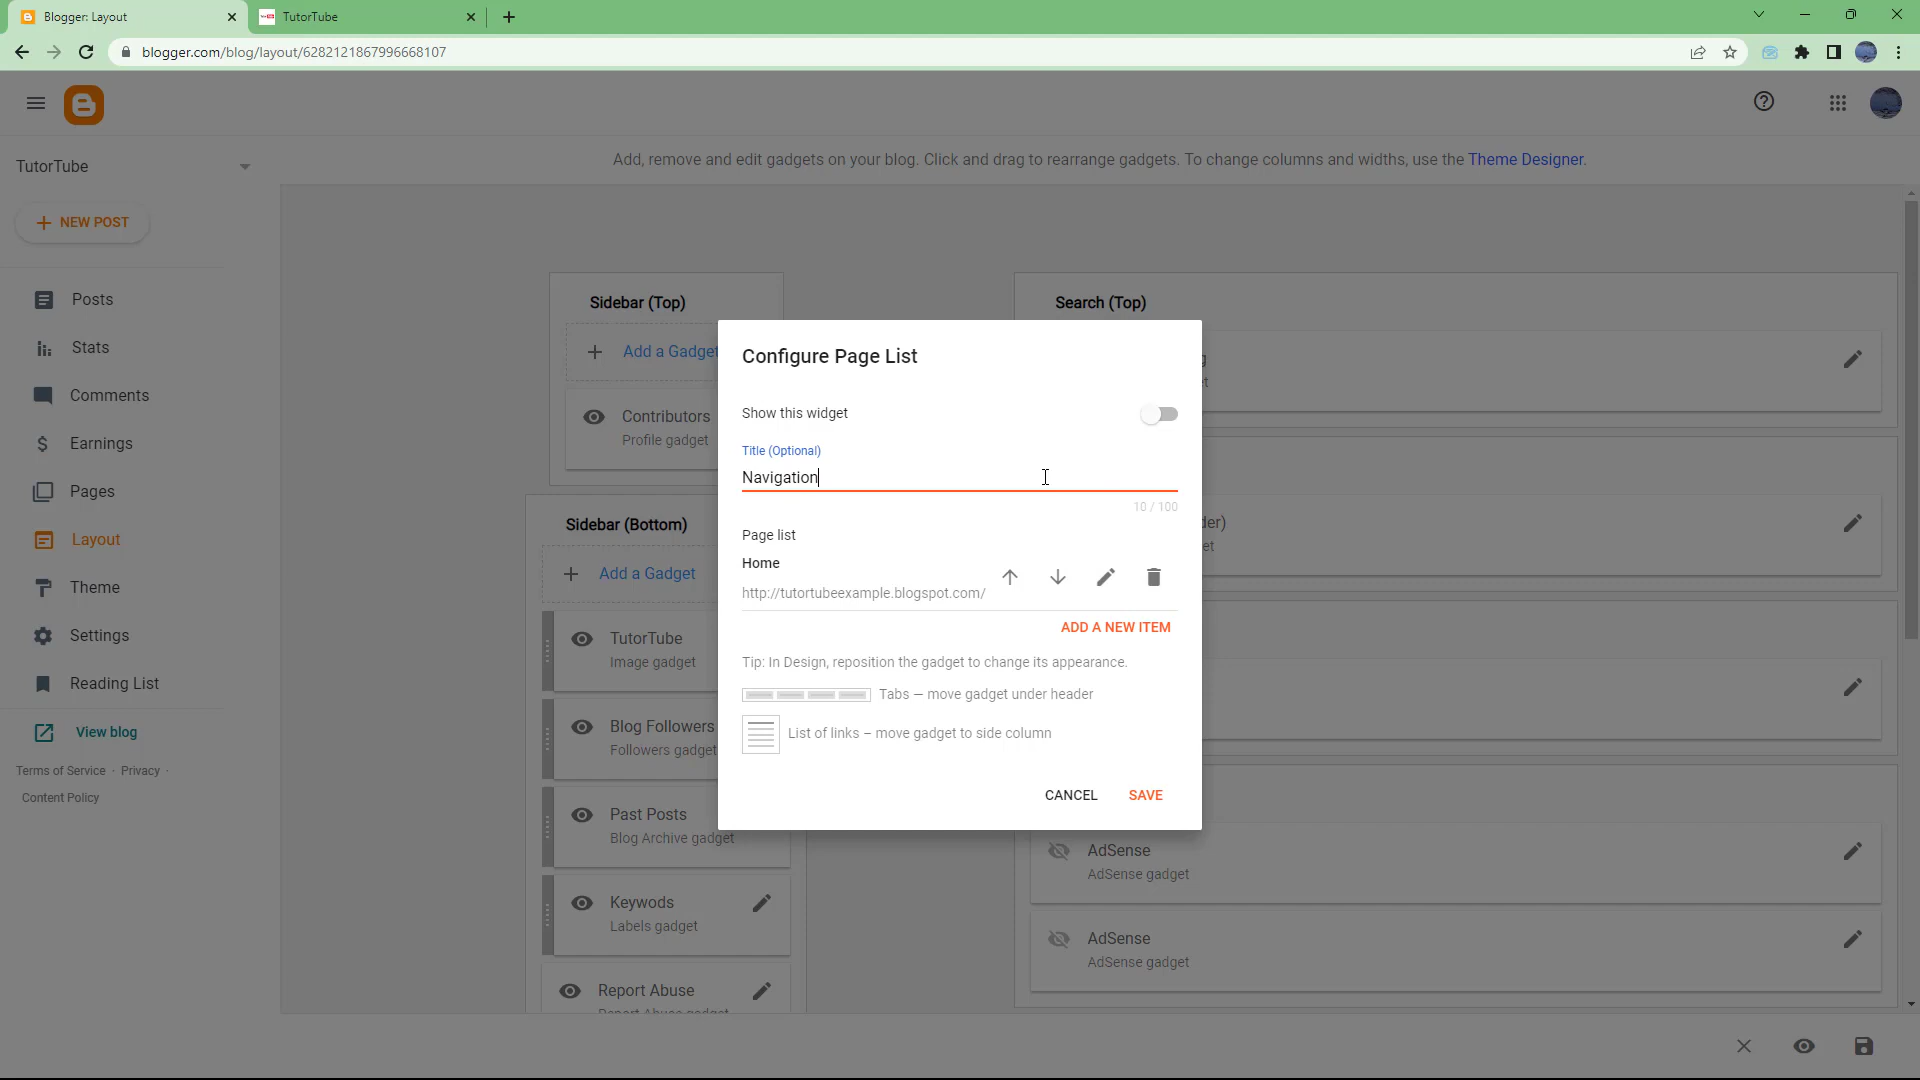 Blogger: Layout
TutorTube
blogger.com/blog/layout/6282121867996668107
TutorTube
Add, remove and edit gadgets on your blog. Click and drag to rearrange gadgets. To change columns and widths, use the Theme Designer.
NEW POST
Posts
Stats
Comments
Earnings
Pages
Layout
Theme
Settings
Reading List
View blog
Terms of Service · Privacy ·
Content Policy
Sidebar (Top)
Add a Gadget
Contributors
Profile gadget
Sidebar (Bottom)
Add a Gadget
TutorTube
Image gadget
Blog Followers
Followers gadget
Past Posts
Blog Archive gadget
Keywods
Labels gadget
Report Abuse
Report Abuse gadget
Configure Page List
Show this widget
Title (Optional)
Navigation
10 / 100
Page list
Home
http://tutortubeexample.blogspot.com/
ADD A NEW ITEM
Tip: In Design, reposition the gadget to change its appearance.
Tabs — move gadget under header
List of links – move gadget to side column
CANCEL
SAVE
Search (Top)
AdSense
AdSense gadget
AdSense
AdSense gadget